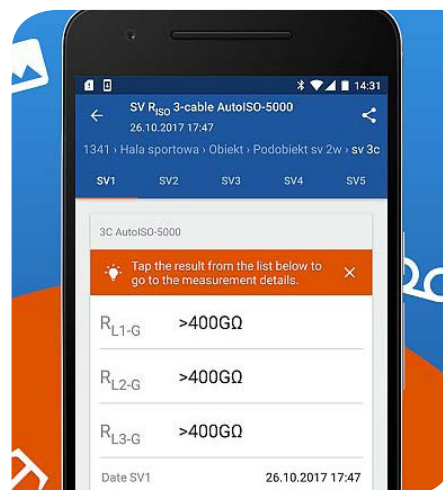 14:31
SV RISO 3-cable AutoISO-5000
26.10.2017 17:47
1341 › Hala sportowa › Obiekt › Podobiekt sv 2w › sv 3c
SV1 SV2 SV3 SV4 SV5
3C AutoISO-5000
Tap the result from the list below to
go to the measurement details.
RL1-G >400GΩ
RL2-G >400GΩ
RL3-G >400GΩ
Date SV1 26.10.2017 17:47